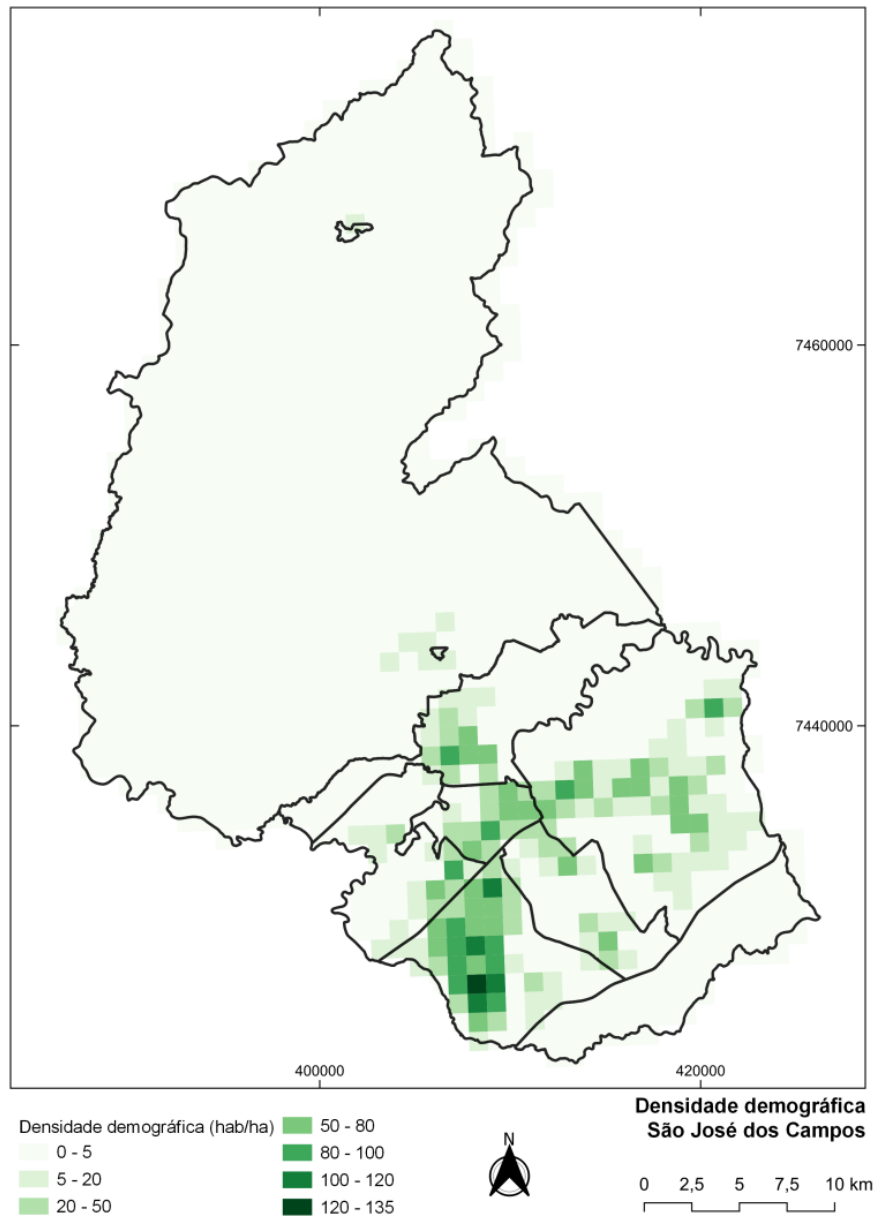 7460000
7440000
400000
420000
Densidade demográfica (hab/ha)
0 - 5
5 - 20
20 - 50
50 - 80
80 - 100
100 - 120
120 - 135
N
Densidade demográfica
São José dos Campos
0 2,5 5 7,5 10 km